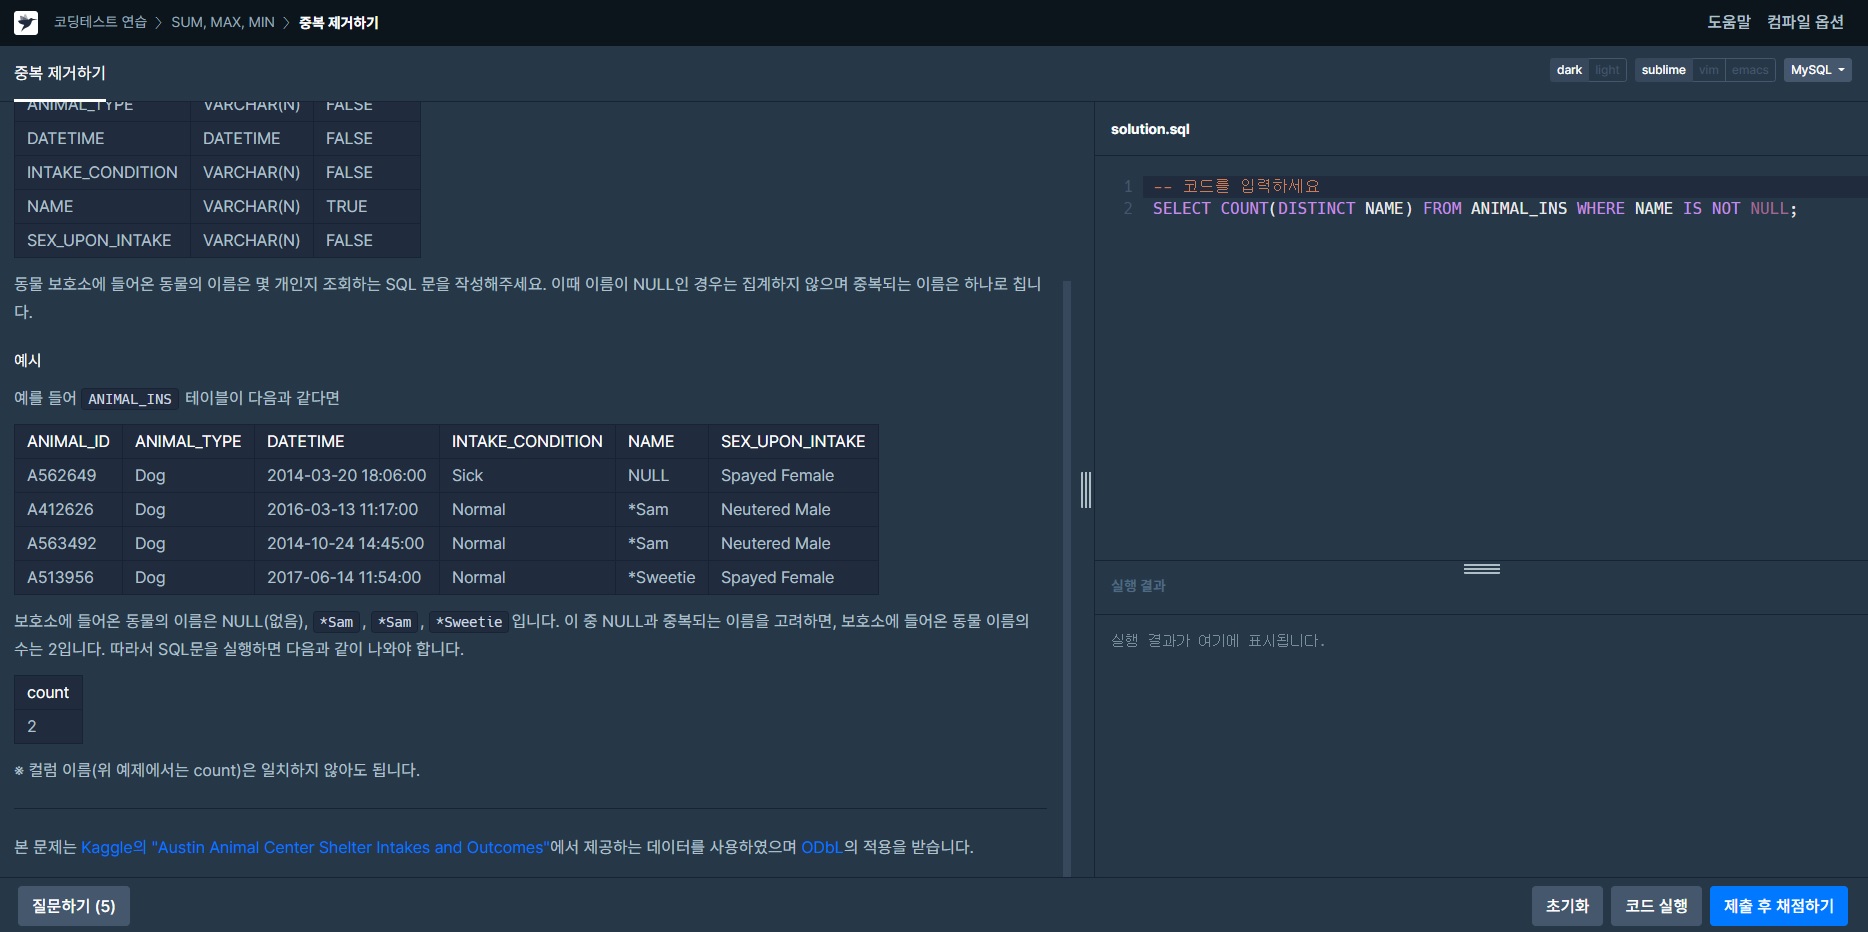 코딩테스트 연습 > SUM, MAX, MIN > 중복 제거하기
도움말 컴파일 옵션
중복 제거하기
dark light sublime vim emacs MySQL
ANIMAL_TYPE VARCHAR(N) FALSE
DATETIME DATETIME FALSE
INTAKE_CONDITION VARCHAR(N) FALSE
NAME VARCHAR(N) TRUE
SEX_UPON_INTAKE VARCHAR(N) FALSE
동물 보호소에 들어온 동물의 이름은 몇 개인지 조회하는 SQL 문을 작성해주세요. 이때 이름이 NULL인 경우는 집계하지 않으며 중복되는 이름은 하나로 칩니
다.
예시
예를 들어 ANIMAL_INS 테이블이 다음과 같다면
ANIMAL_ID ANIMAL_TYPE DATETIME INTAKE_CONDITION NAME SEX_UPON_INTAKE
A562649 Dog 2014-03-20 18:06:00 Sick NULL Spayed Female
A412626 Dog 2016-03-13 11:17:00 Normal *Sam Neutered Male
A563492 Dog 2014-10-24 14:45:00 Normal *Sam Neutered Male
A513956 Dog 2017-06-14 11:54:00 Normal *Sweetie Spayed Female
보호소에 들어온 동물의 이름은 NULL(없음), *Sam, *Sam, *Sweetie입니다. 이 중 NULL과 중복되는 이름을 고려하면, 보호소에 들어온 동물 이름의
수는 2입니다. 따라서 SQL문을 실행하면 다음과 같이 나와야 합니다.
count
2
※ 컬럼 이름(위 예제에서는 count)은 일치하지 않아도 됩니다.
본 문제는 Kaggle의 "Austin Animal Center Shelter Intakes and Outcomes"에서 제공하는 데이터를 사용하였으며 ODbL의 적용을 받습니다.
solution.sql
1 -- 코드를 입력하세요
2 SELECT COUNT(DISTINCT NAME) FROM ANIMAL_INS WHERE NAME IS NOT NULL;
실행 결과
실행 결과가 여기에 표시됩니다.
질문하기 (5)
초기화 코드 실행 제출 후 채점하기